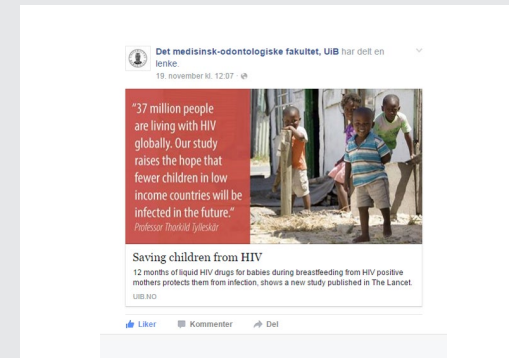 Det medisinsk-odontologiske fakultet, UiB har delt en
lenke.
19. november kl. 12:07 ·
"37 million people
are living with HIV
globally. Our study
raises the hope that
fewer children in low
income countries will be
infected in the future."
Professor Thorkild Tylleskär
Saving children from HIV
12 months of liquid HIV drugs for babies during breastfeeding from HIV positive
mothers protects them from infection, shows a new study published in The Lancet.
UIB.NO
Liker Kommenter Del